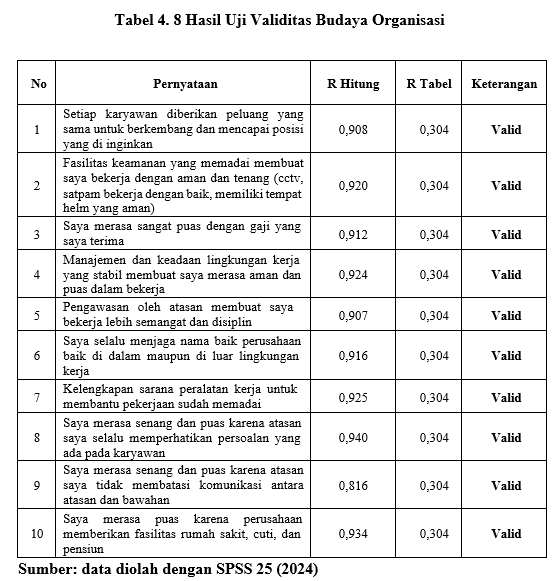 Tabel 4. 8 Hasil Uji Validitas Budaya Organisasi
No Pernyataan R Hitung R Tabel Keterangan
Setiap karyawan diberikan peluang yang
1 sama untuk berkembang dan mencapai posisi 0,908 0,304 Valid
yang di inginkan
Fasilitas keamanan yang memadai membuat
2 saya bekerja dengan aman dan tenang (cctv, 0,920 0,304 Valid
satpam bekerja dengan baik, memiliki tempat
helm yang aman)
3 Saya merasa sangat puas dengan gaji yang 0,912 0,304 Valid
saya terima
Manajemen dan keadaan lingkungan kerja
4 yang stabil membuat saya merasa aman dan 0,924 0,304 Valid
puas dalam bekerja
5 Pengawasan oleh atasan membuat saya 0,907 0,304 Valid
bekerja lebih semangat dan disiplin
Saya selalu menjaga nama baik perusahaan
6 baik di dalam maupun di luar lingkungan 0,916 0,304 Valid
kerja
7 Kelengkapan sarana peralatan kerja untuk 0,925 0,304 Valid
membantu pekerjaan sudah memadai
Saya merasa senang dan puas karena atasan
8 saya selalu memperhatikan persoalan yang 0,940 0,304 Valid
ada pada karyawan
Saya merasa senang dan puas karena atasan
9 saya tidak membatasi komunikasi antara 0,816 0,304 Valid
atasan dan bawahan
Saya merasa puas karena perusahaan
10 memberikan fasilitas rumah sakit, cuti, dan 0,934 0,304 Valid
pensiun
Sumber: data diolah dengan SPSS 25 (2024)